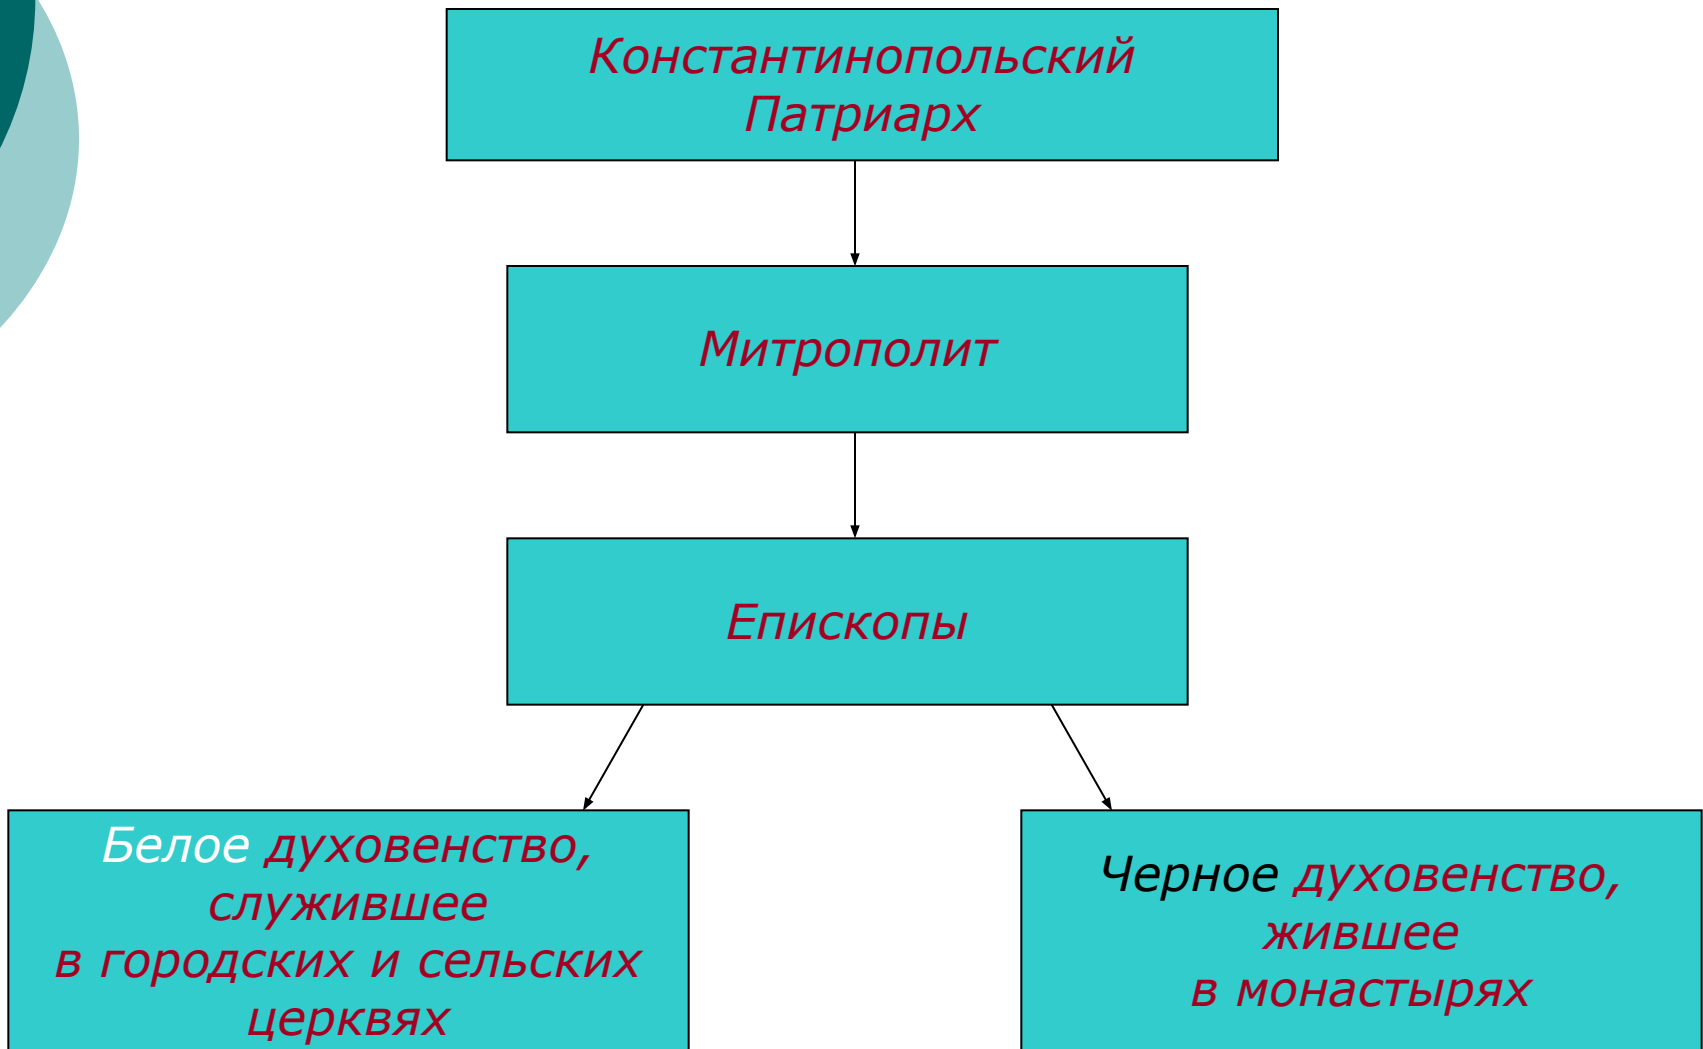 Константинопольский
Патриарх
Митрополит
Епископы
Белое духовенство,
служившее
в городских и сельских
церквях
Черное духовенство,
жившее
в монастырях